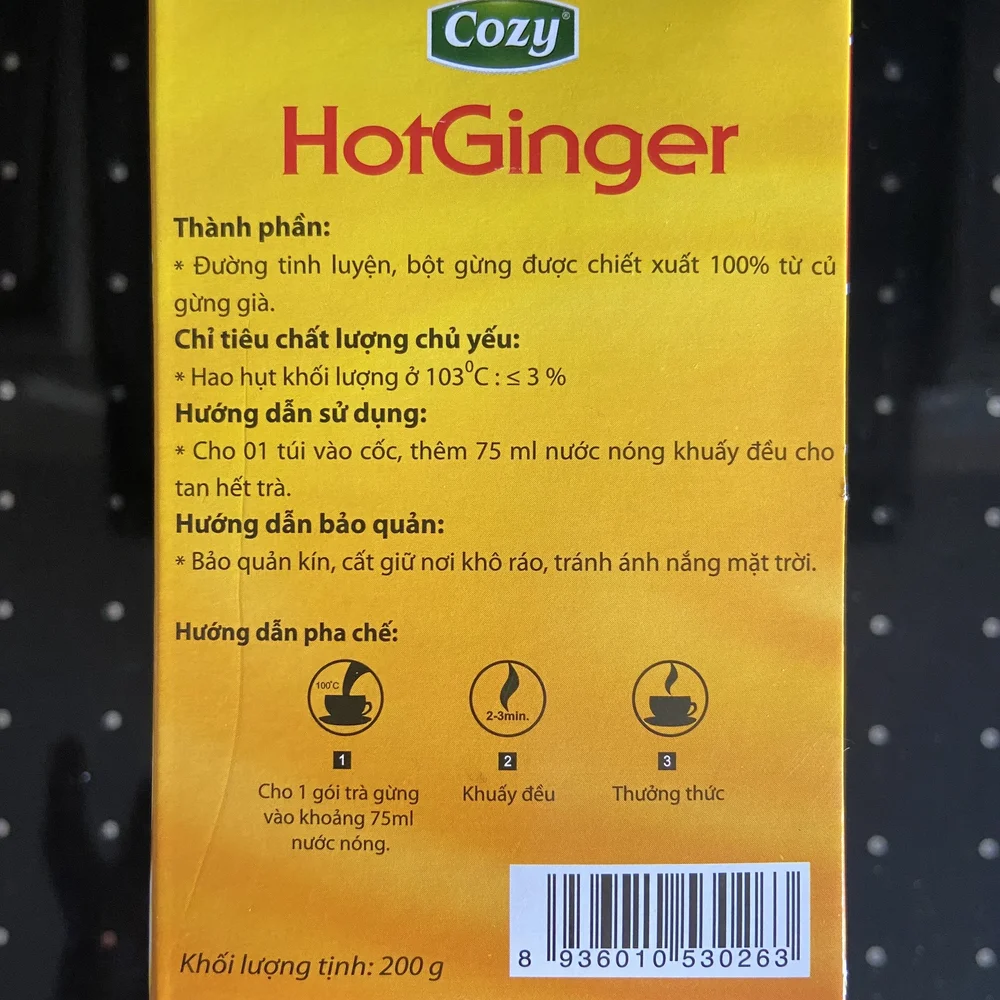 Cozy®
HotGinger
Thành phần:
* Đường tinh luyện, bột gừng được chiết xuất 100% từ củ
gừng già.
Chỉ tiêu chất lượng chủ yếu:
* Hao hụt khối lượng ở 103⁰C : ≤ 3 %
Hướng dẫn sử dụng:
* Cho 01 túi vào cốc, thêm 75 ml nước nóng khuấy đều cho
tan hết trà.
Hướng dẫn bảo quản:
* Bảo quản kín, cất giữ nơi khô ráo, tránh ánh nắng mặt trời.
Hướng dẫn pha chế:
100°C
2-3min.
1
2
3
Cho 1 gói trà gừng
vào khoảng 75ml
nước nóng.
Khuấy đều
Thưởng thức
Khối lượng tịnh: 200 g
8 936010 530263